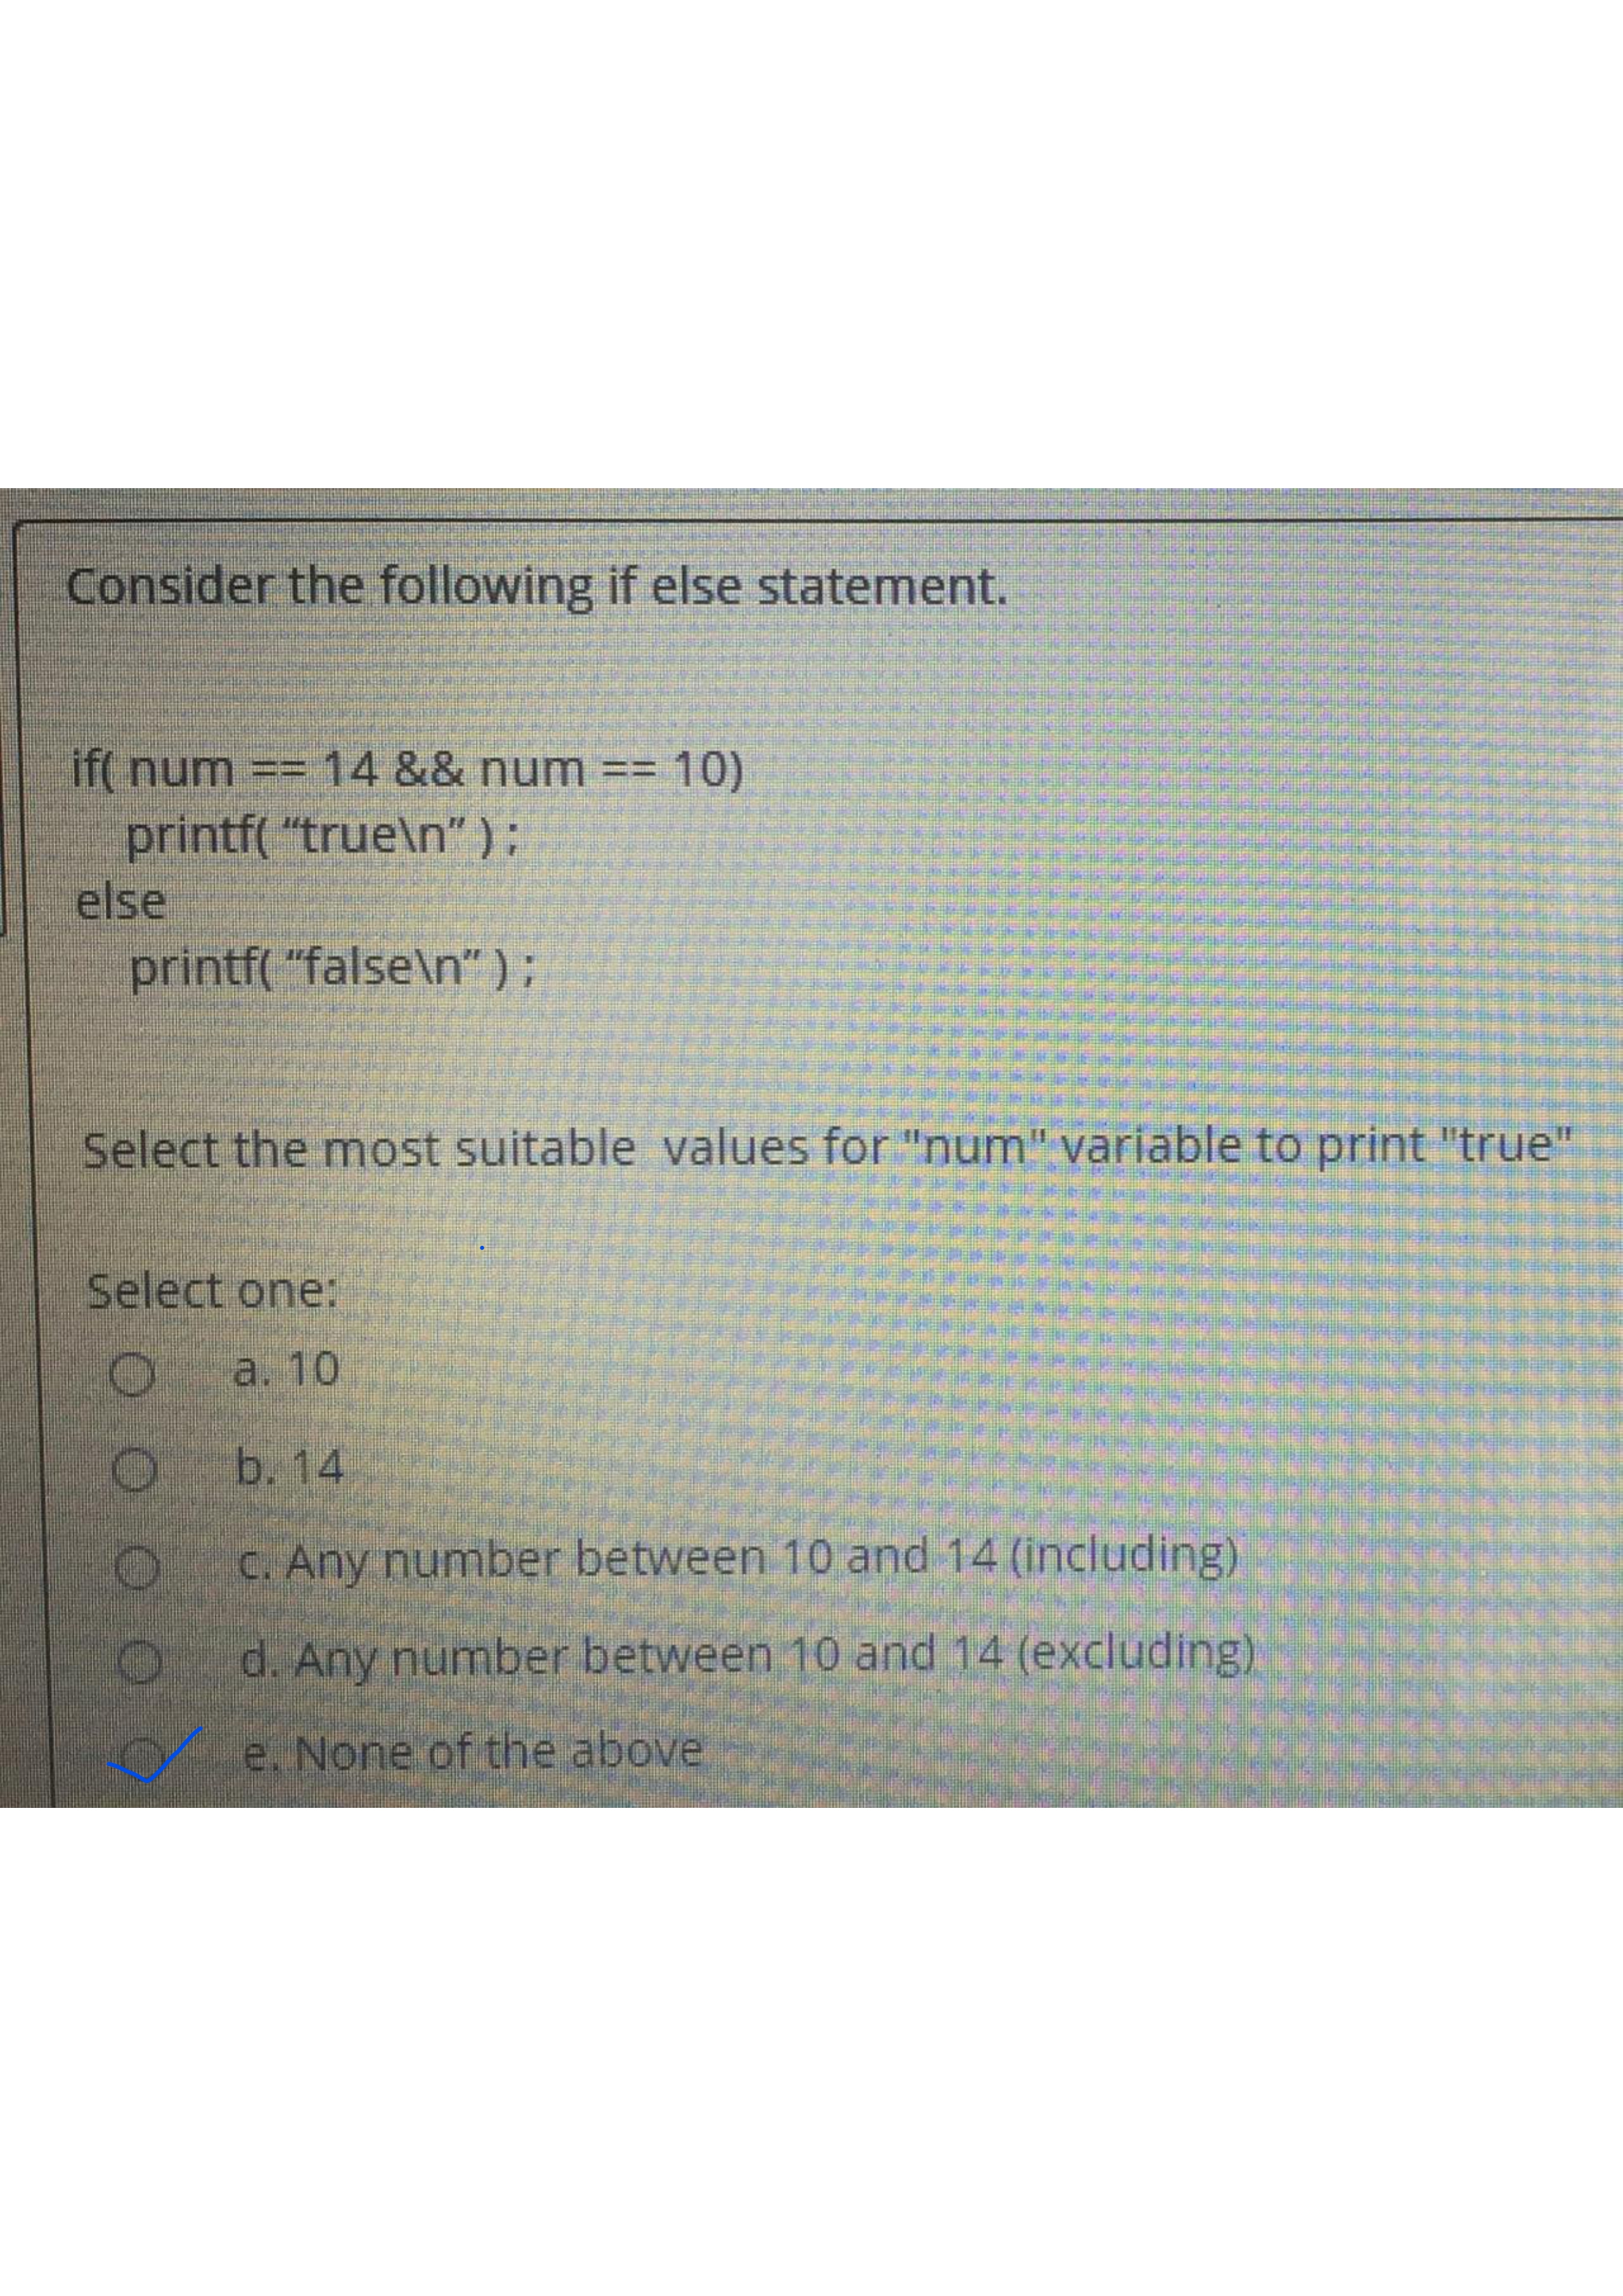 Consider the following if else statement.
if( num == 14 && num == 10)
printf( “true\n” ) ;
else
printf( “false\n” ) ;
Select the most suitable values for "num" variable to print "true"
Select one:
a. 10
b. 14
c. Any number between 10 and 14 (including)
d. Any number between 10 and 14 (excluding)
e. None of the above